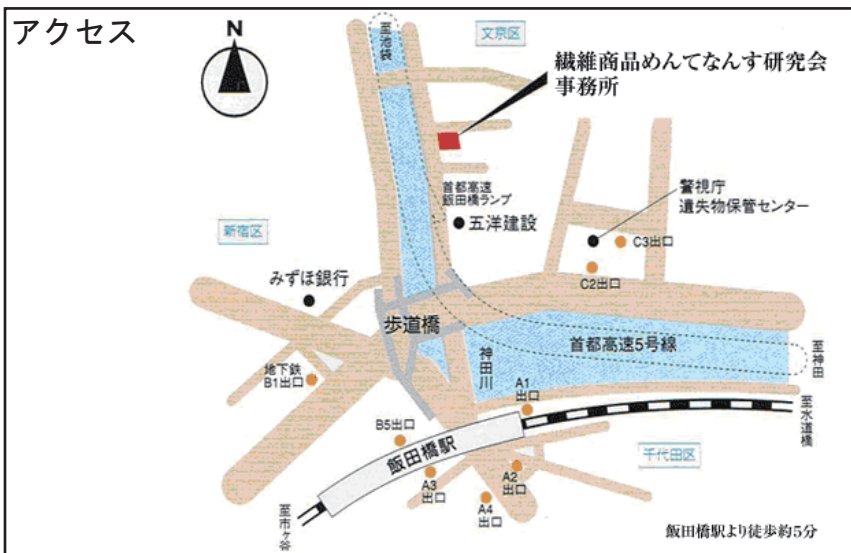 アクセス
N
至池袋
文京区
繊維商品めんてなんす研究会
事務所
首都高速
飯田橋ランプ
五洋建設
警視庁
遺失物保管センター
C3出口
C2出口
新宿区
みずほ銀行
歩道橋
首都高速5号線
至神田
神田川
地下鉄
B1出口
A1
出口
至水道橋
B5出口
飯田橋駅
A3
出口
A2
出口
A4
出口
千代田区
至市ヶ谷
飯田橋駅より徒歩約5分